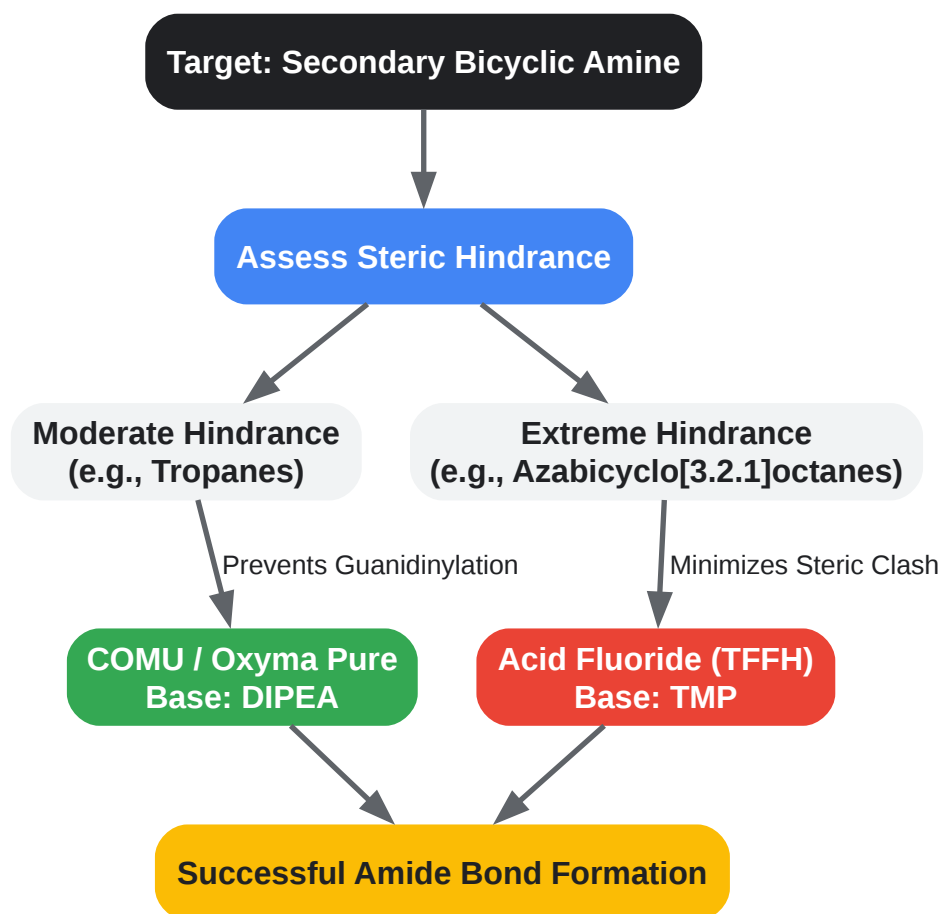 Target: Secondary Bicyclic Amine
Assess Steric Hindrance
Moderate Hindrance
(e.g., Tropanes)
Extreme Hindrance
(e.g., Azabicyclo[3.2.1]octanes)
Prevents Guanidinylation
Minimizes Steric Clash
COMU / Oxyma Pure
Base: DIPEA
Acid Fluoride (TFFH)
Base: TMP
Successful Amide Bond Formation